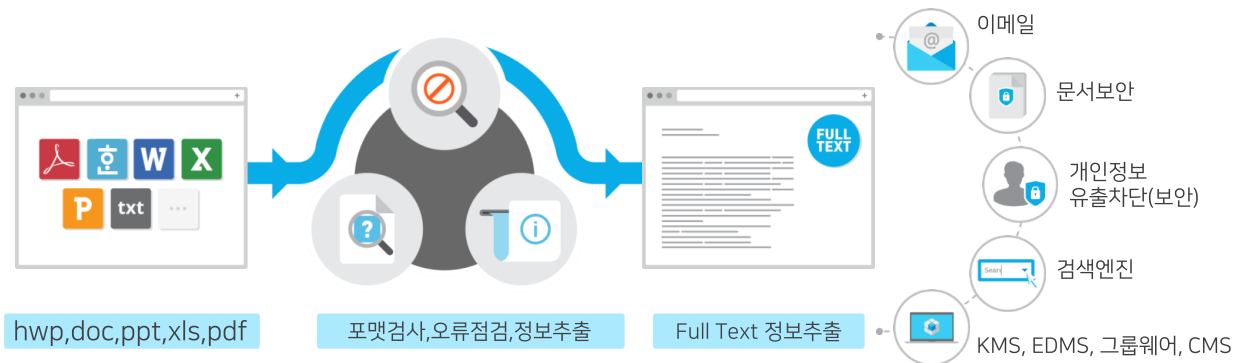 한
W
X
P
txt
...
hwp,doc,ppt,xls,pdf
?
i
포맷검사,오류점검,정보추출
FULL
TEXT
Full Text 정보추출
@
이메일
문서보안
개인정보
유출차단(보안)
Sear
검색엔진
KMS, EDMS, 그룹웨어, CMS